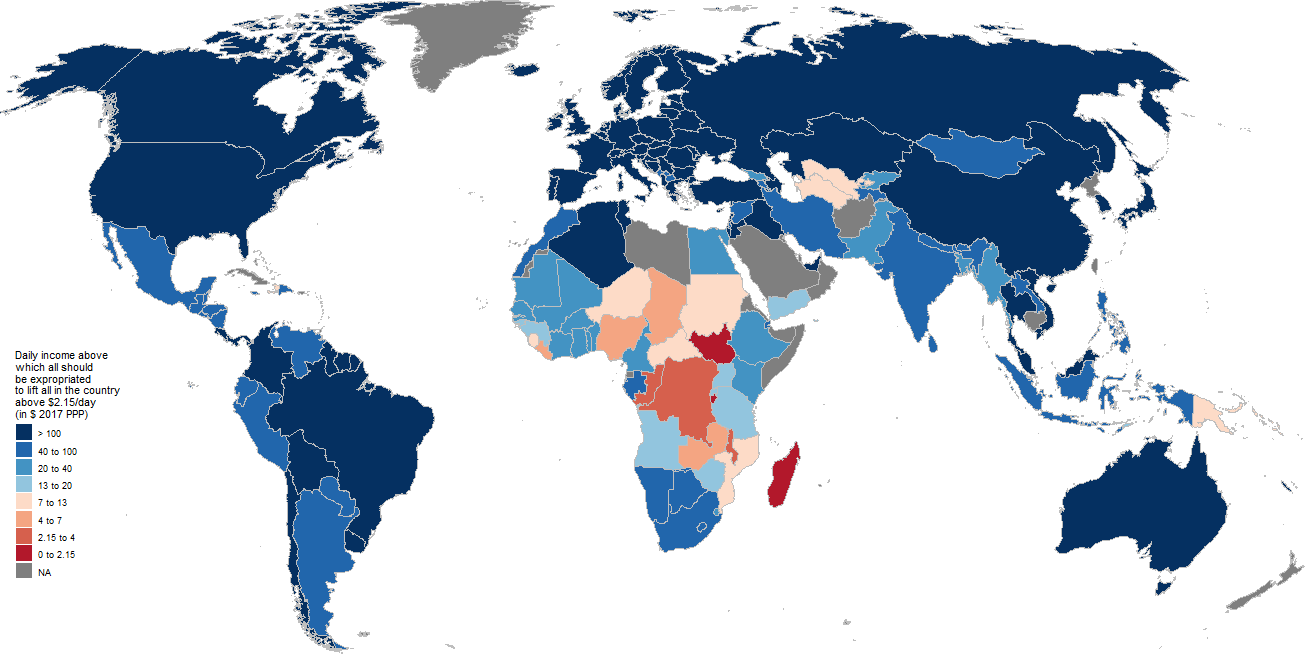 Daily income above
which all should
be expropriated
to lift all in the country
above $2.15/day
(in $ 2017 PPP)
> 100
40 to 100
20 to 40
13 to 20
7 to 13
4 to 7
2.15 to 4
0 to 2.15
NA